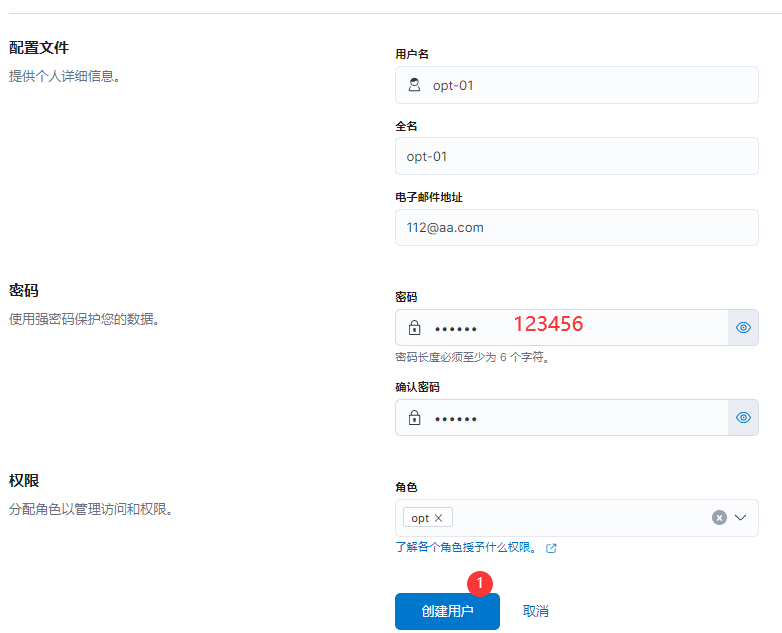 配置文件
提供个人详细信息。
用户名
opt-01
全名
opt-01
电子邮件地址
112@aa.com
密码
使用强密码保护您的数据。
密码
•••••• 123456
密码长度必须至少为 6 个字符。
确认密码
••••••
权限
分配角色以管理访问和权限。
角色
opt
了解各个角色授予什么权限。
1
创建用户 取消